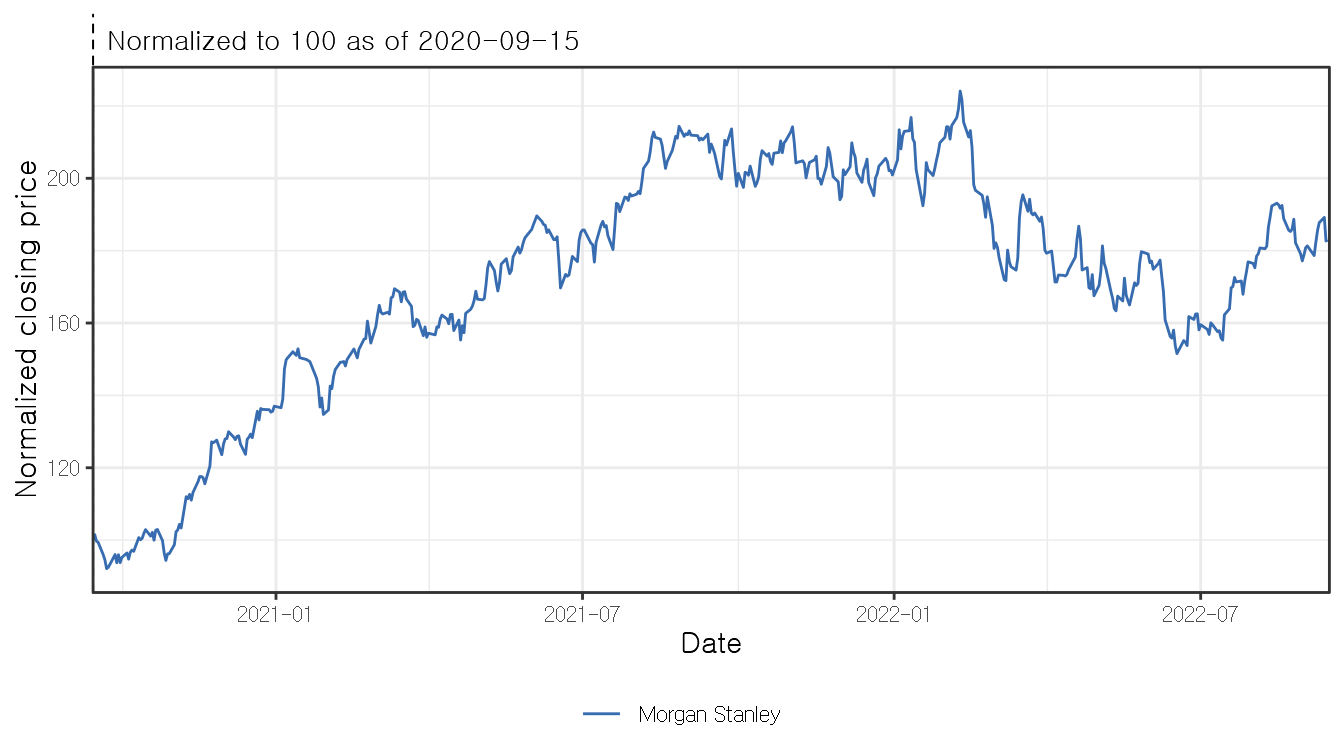 Normalized to 100 as of 2020-09-15
Normalized closing price
200
160
120
2021-01
2021-07
2022-01
2022-07
Date
Morgan Stanley